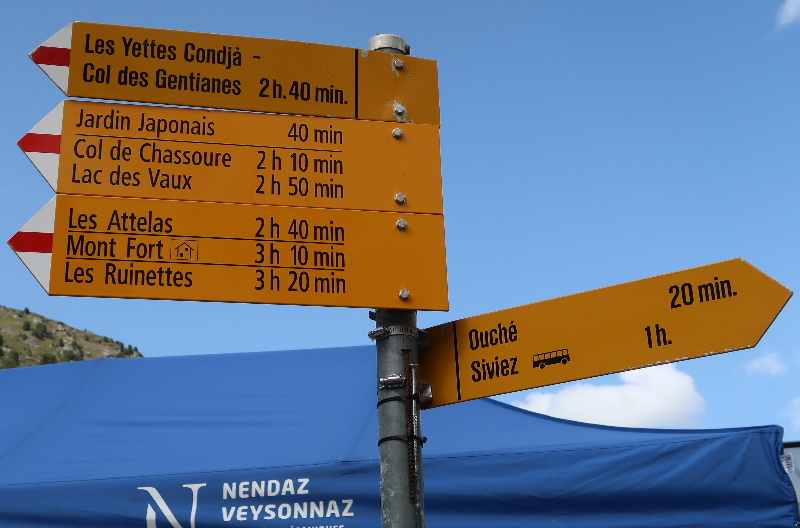 Les Yettes Condjà -
Col des Gentianes 2 h. 40 min.
Jardin Japonais 40 min
Col de Chassoure 2 h 10 min
Lac des Vaux 2 h 50 min
Les Attelas 2 h 40 min
Mont Fort 3 h 10 min
Les Ruinettes 3 h 20 min
Ouché 20 min.
Siviez 1 h.
N NENDAZ
VEYSONNAZ